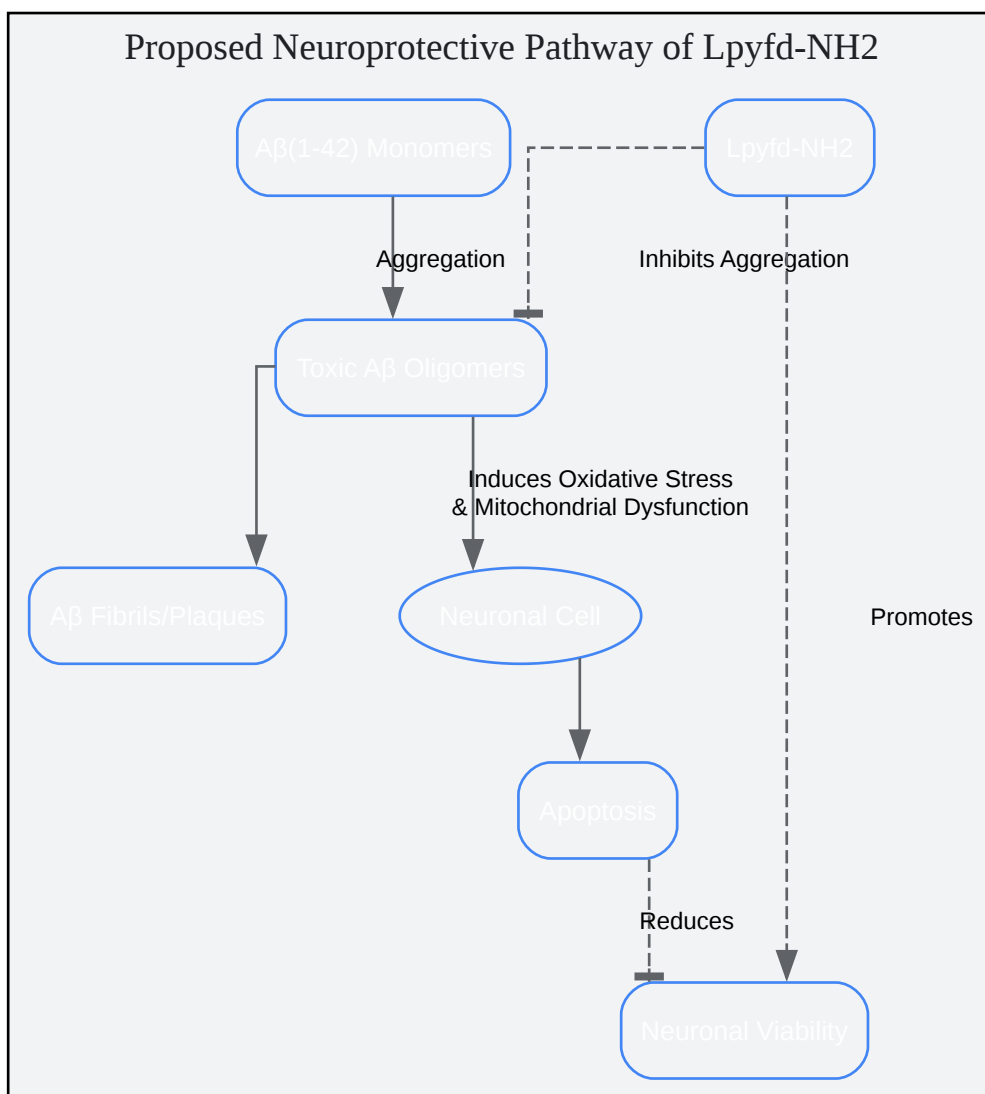 Proposed Neuroprotective Pathway of Lpyfd-NH2
Aβ(1-42) Monomers
Lpyfd-NH2
Aggregation
Inhibits Aggregation
Toxic Aβ Oligomers
Induces Oxidative Stress
& Mitochondrial Dysfunction
Aβ Fibrils/Plaques
Neuronal Cell
Promotes
Apoptosis
Reduces
Neuronal Viability